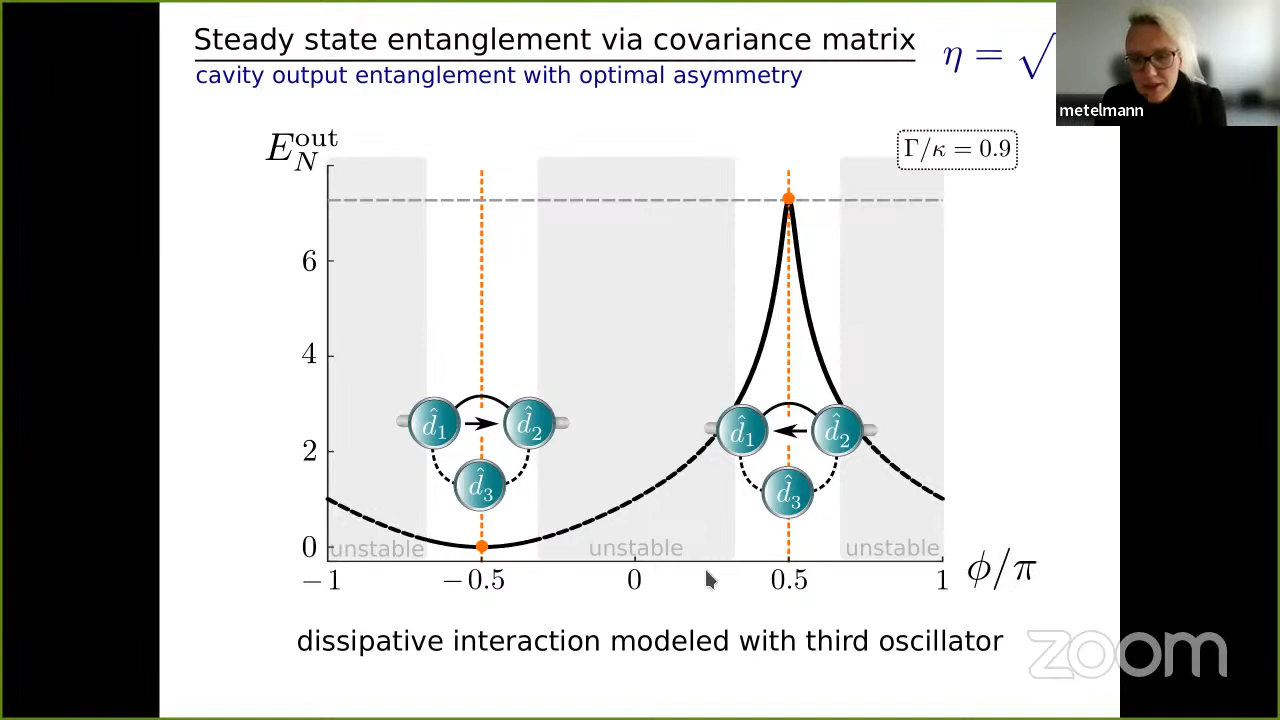 Steady state entanglement via covariance matrix
η = √
cavity output entanglement with optimal asymmetry
metelmann
E_N^out
Γ/κ = 0.9
6
4
2
0
d̂₁
d̂₂
d̂₃
d̂₁
d̂₂
d̂₃
unstable
unstable
unstable
−1
−0.5
0
0.5
1
ϕ/π
dissipative interaction modeled with third oscillator
zoom